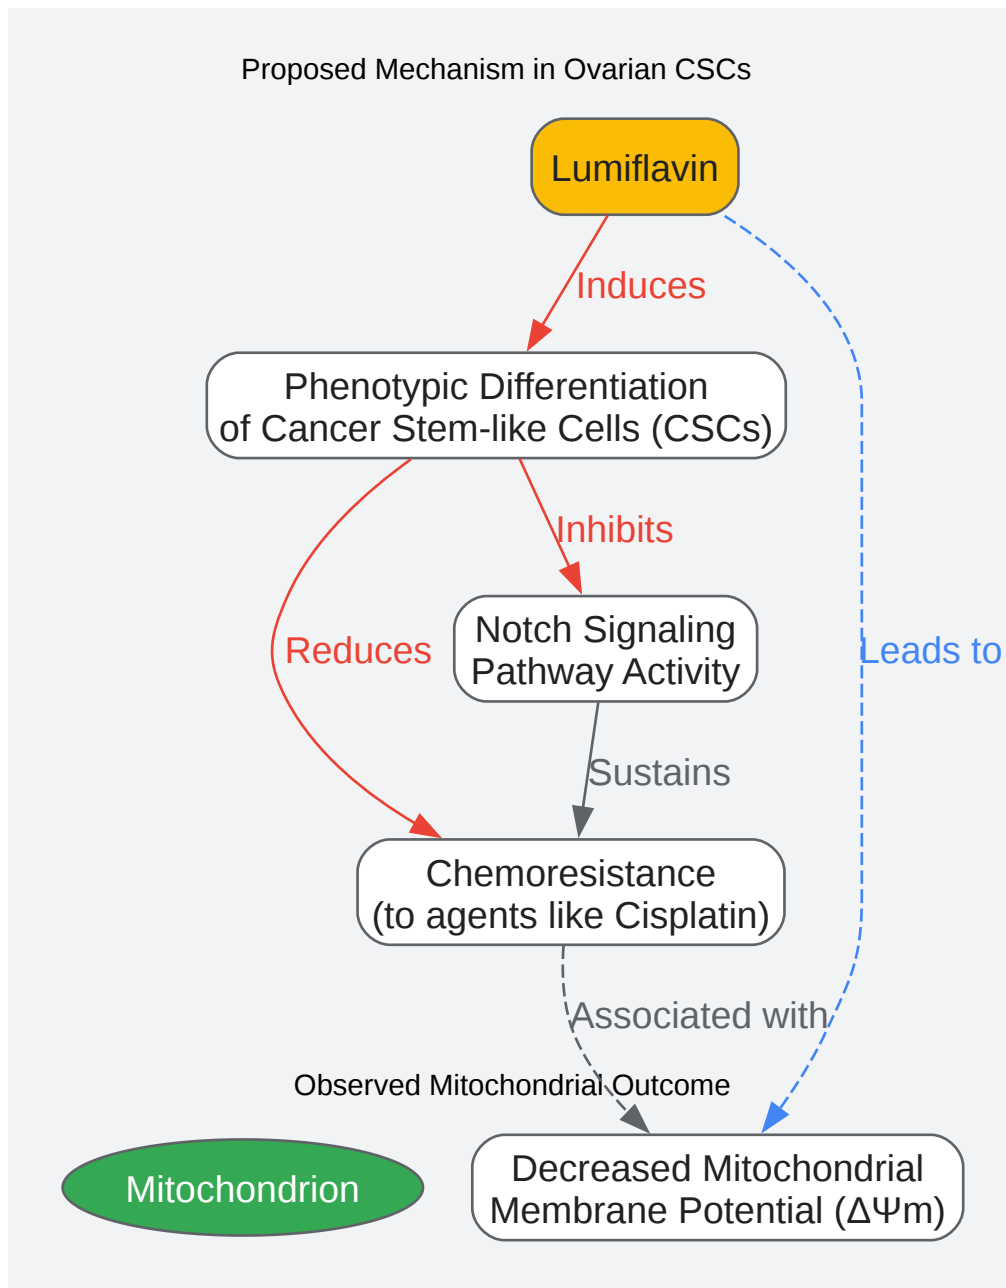 Proposed Mechanism in Ovarian CSCs
Lumiflavin
Induces
Phenotypic Differentiation
of Cancer Stem-like Cells (CSCs)
Inhibits
Notch Signaling
Pathway Activity
Reduces
Leads to
Sustains
Chemoresistance
(to agents like Cisplatin)
Associated with
Observed Mitochondrial Outcome
Mitochondrion
Decreased Mitochondrial
Membrane Potential (ΔΨm)